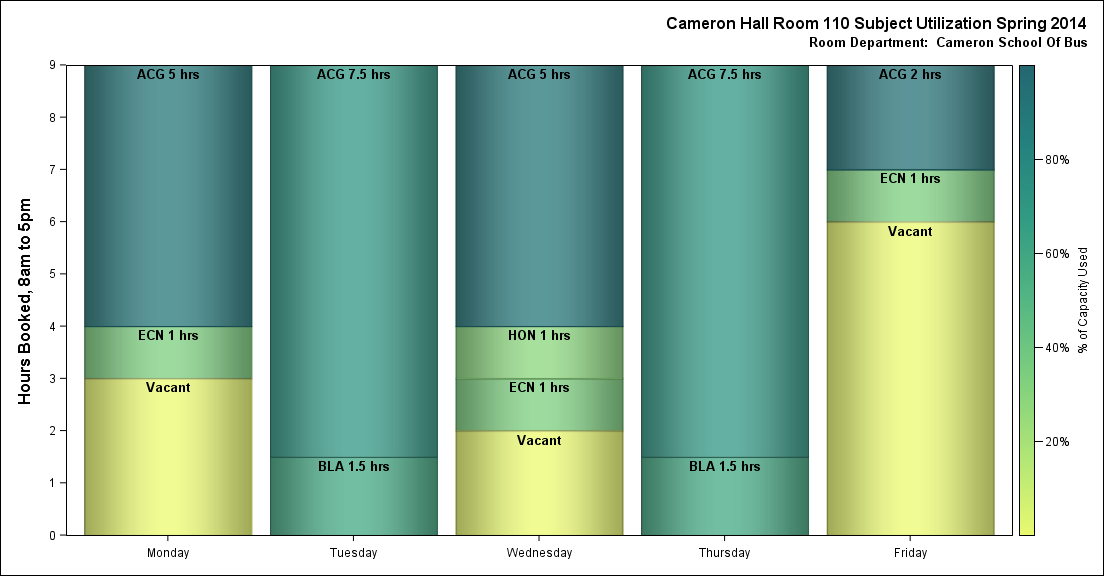 Cameron Hall Room 110 Subject Utilization Spring 2014
Room Department:  Cameron School Of Bus
Hours Booked, 8am to 5pm
9
8
7
6
5
4
3
2
1
0
ACG 5 hrs
ECN 1 hrs
Vacant
ACG 7.5 hrs
BLA 1.5 hrs
ACG 5 hrs
HON 1 hrs
ECN 1 hrs
Vacant
ACG 7.5 hrs
BLA 1.5 hrs
ACG 2 hrs
ECN 1 hrs
Vacant
Monday
Tuesday
Wednesday
Thursday
Friday
80%
60%
40%
20%
% of Capacity Used